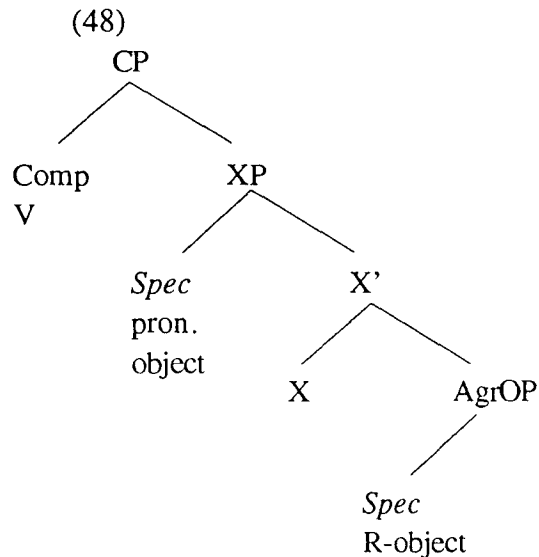 (48)
CP
Comp XP
V
Spec X'
pron.
object
X AgrOP
Spec
R-object